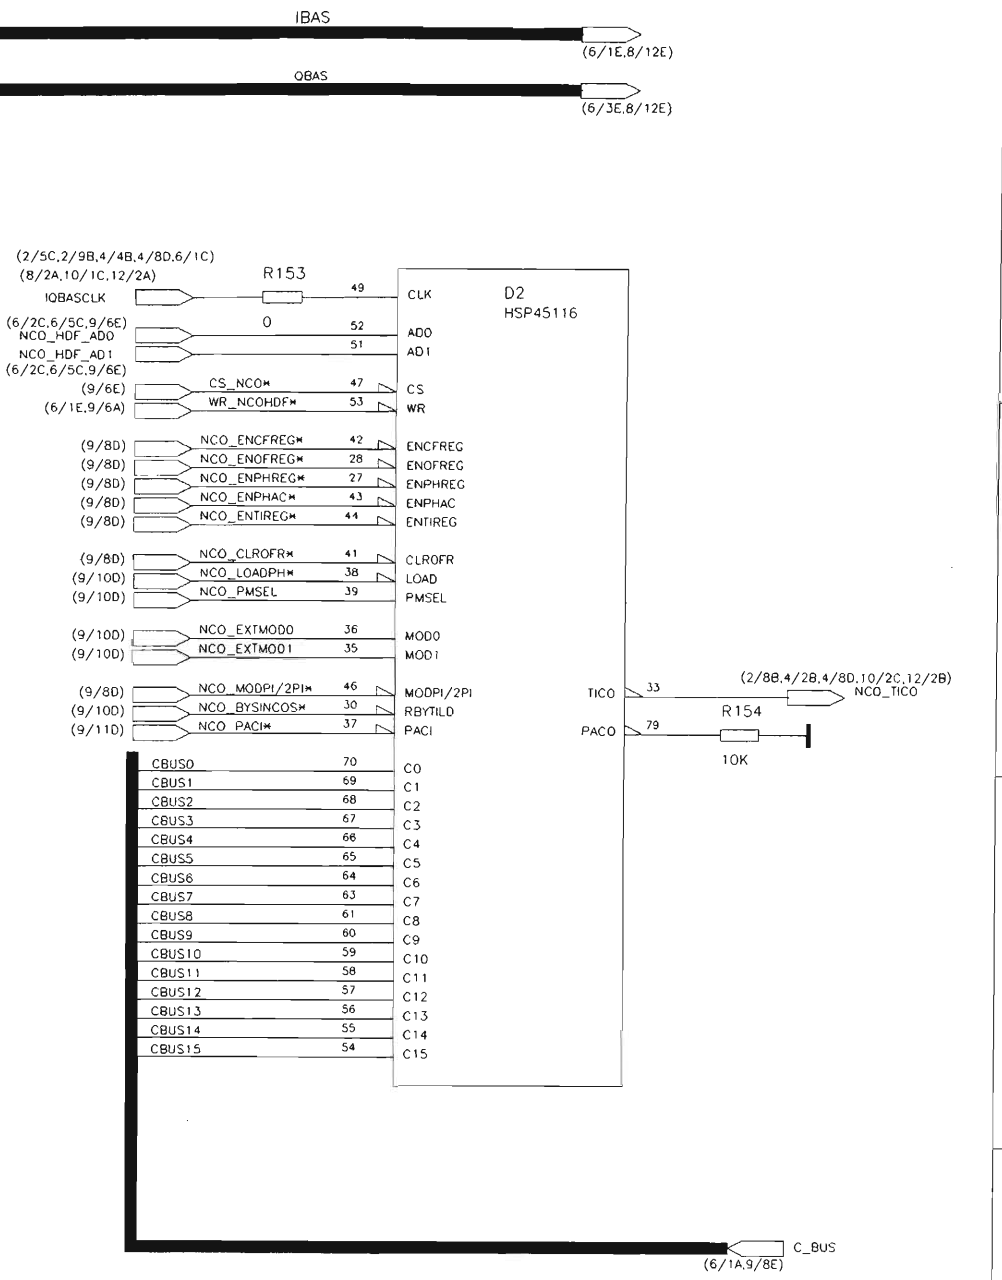 IBAS
(6/1E,8/12E)
QBAS
(6/3E,8/12E)
(2/5C,2/9B,4/4B,4/8D,6/1C)
(8/2A,10/1C,12/2A)
R153
IQBASCLK
49
CLK
D2
HSP45116
(6/2C,6/5C,9/6E)
0
NCO_HDF_AD0
52
AD0
NCO_HDF_AD1
51
AD1
(6/2C,6/5C,9/6E)
(9/6E) CS_NCO* 47 CS
(6/1E,9/6A) WR_NCOHDF* 53 WR
(9/8D) NCO_ENCFREG* 42 ENCFREG
(9/8D) NCO_ENOFREG* 28 ENOFREG
(9/8D) NCO_ENPHREG* 27 ENPHREG
(9/8D) NCO_ENPHAC* 43 ENPHAC
(9/8D) NCO_ENTIREG* 44 ENTIREG
(9/8D) NCO_CLROFR* 41 CLROFR
(9/10D) NCO_LOADPH* 38 LOAD
(9/10D) NCO_PMSEL 39 PMSEL
(9/10D) NCO_EXTMOD0 36 MOD0
(9/10D) NCO_EXTMOD1 35 MOD1
(9/8D) NCO_MODPI/2PI* 46 MODPI/2PI
TICO 33
(2/8B,4/2B,4/8D,10/2C,12/2B)
NCO_TICO
(9/10D) NCO_BYSINCOS* 30 RBYTILD
R154
(9/11D) NCO PACI* 37 PACI
PACO 79
10K
CBUS0 70 C0
CBUS1 69 C1
CBUS2 68 C2
CBUS3 67 C3
CBUS4 66 C4
CBUS5 65 C5
CBUS6 64 C6
CBUS7 63 C7
CBUS8 61 C8
CBUS9 60 C9
CBUS10 59 C10
CBUS11 58 C11
CBUS12 57 C12
CBUS13 56 C13
CBUS14 55 C14
CBUS15 54 C15
C_BUS
(6/1A,9/8E)